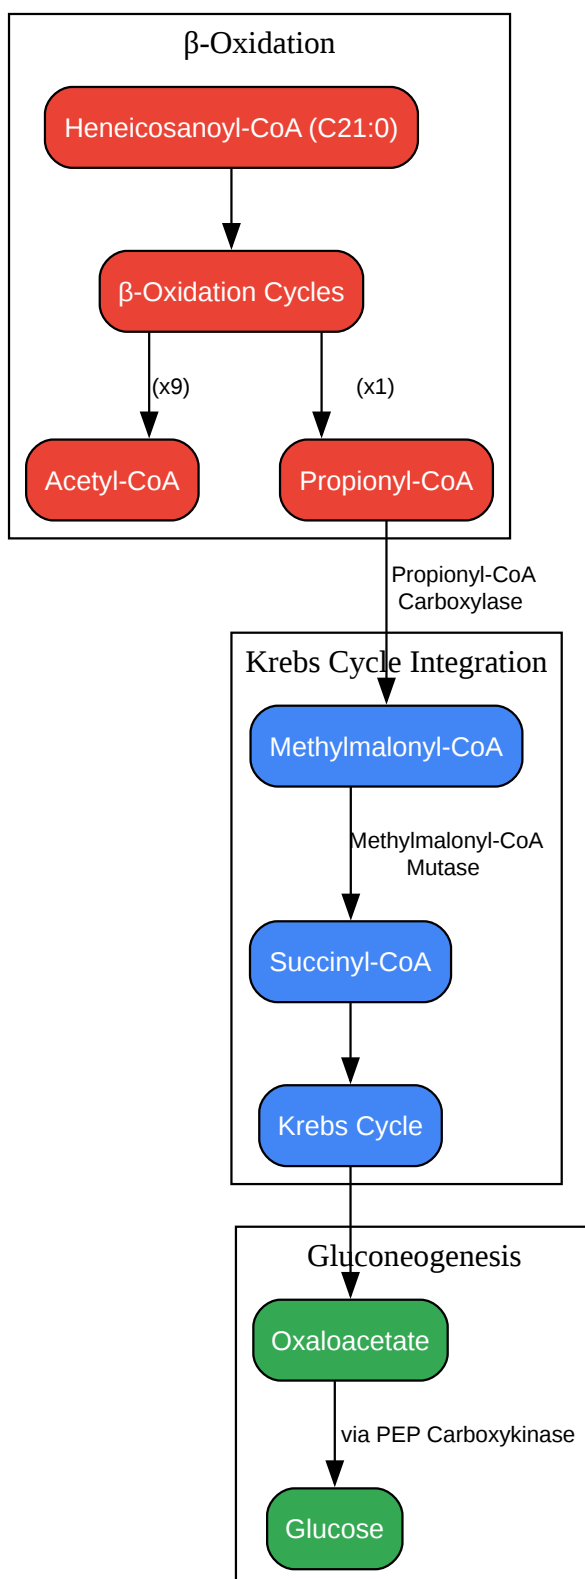 β-Oxidation
Heneicosanoyl-CoA (C21:0)
β-Oxidation Cycles
(x9)
(x1)
Acetyl-CoA
Propionyl-CoA
Propionyl-CoA
Carboxylase
Krebs Cycle Integration
Methylmalonyl-CoA
Methylmalonyl-CoA
Mutase
Succinyl-CoA
Krebs Cycle
Gluconeogenesis
Oxaloacetate
via PEP Carboxykinase
Glucose